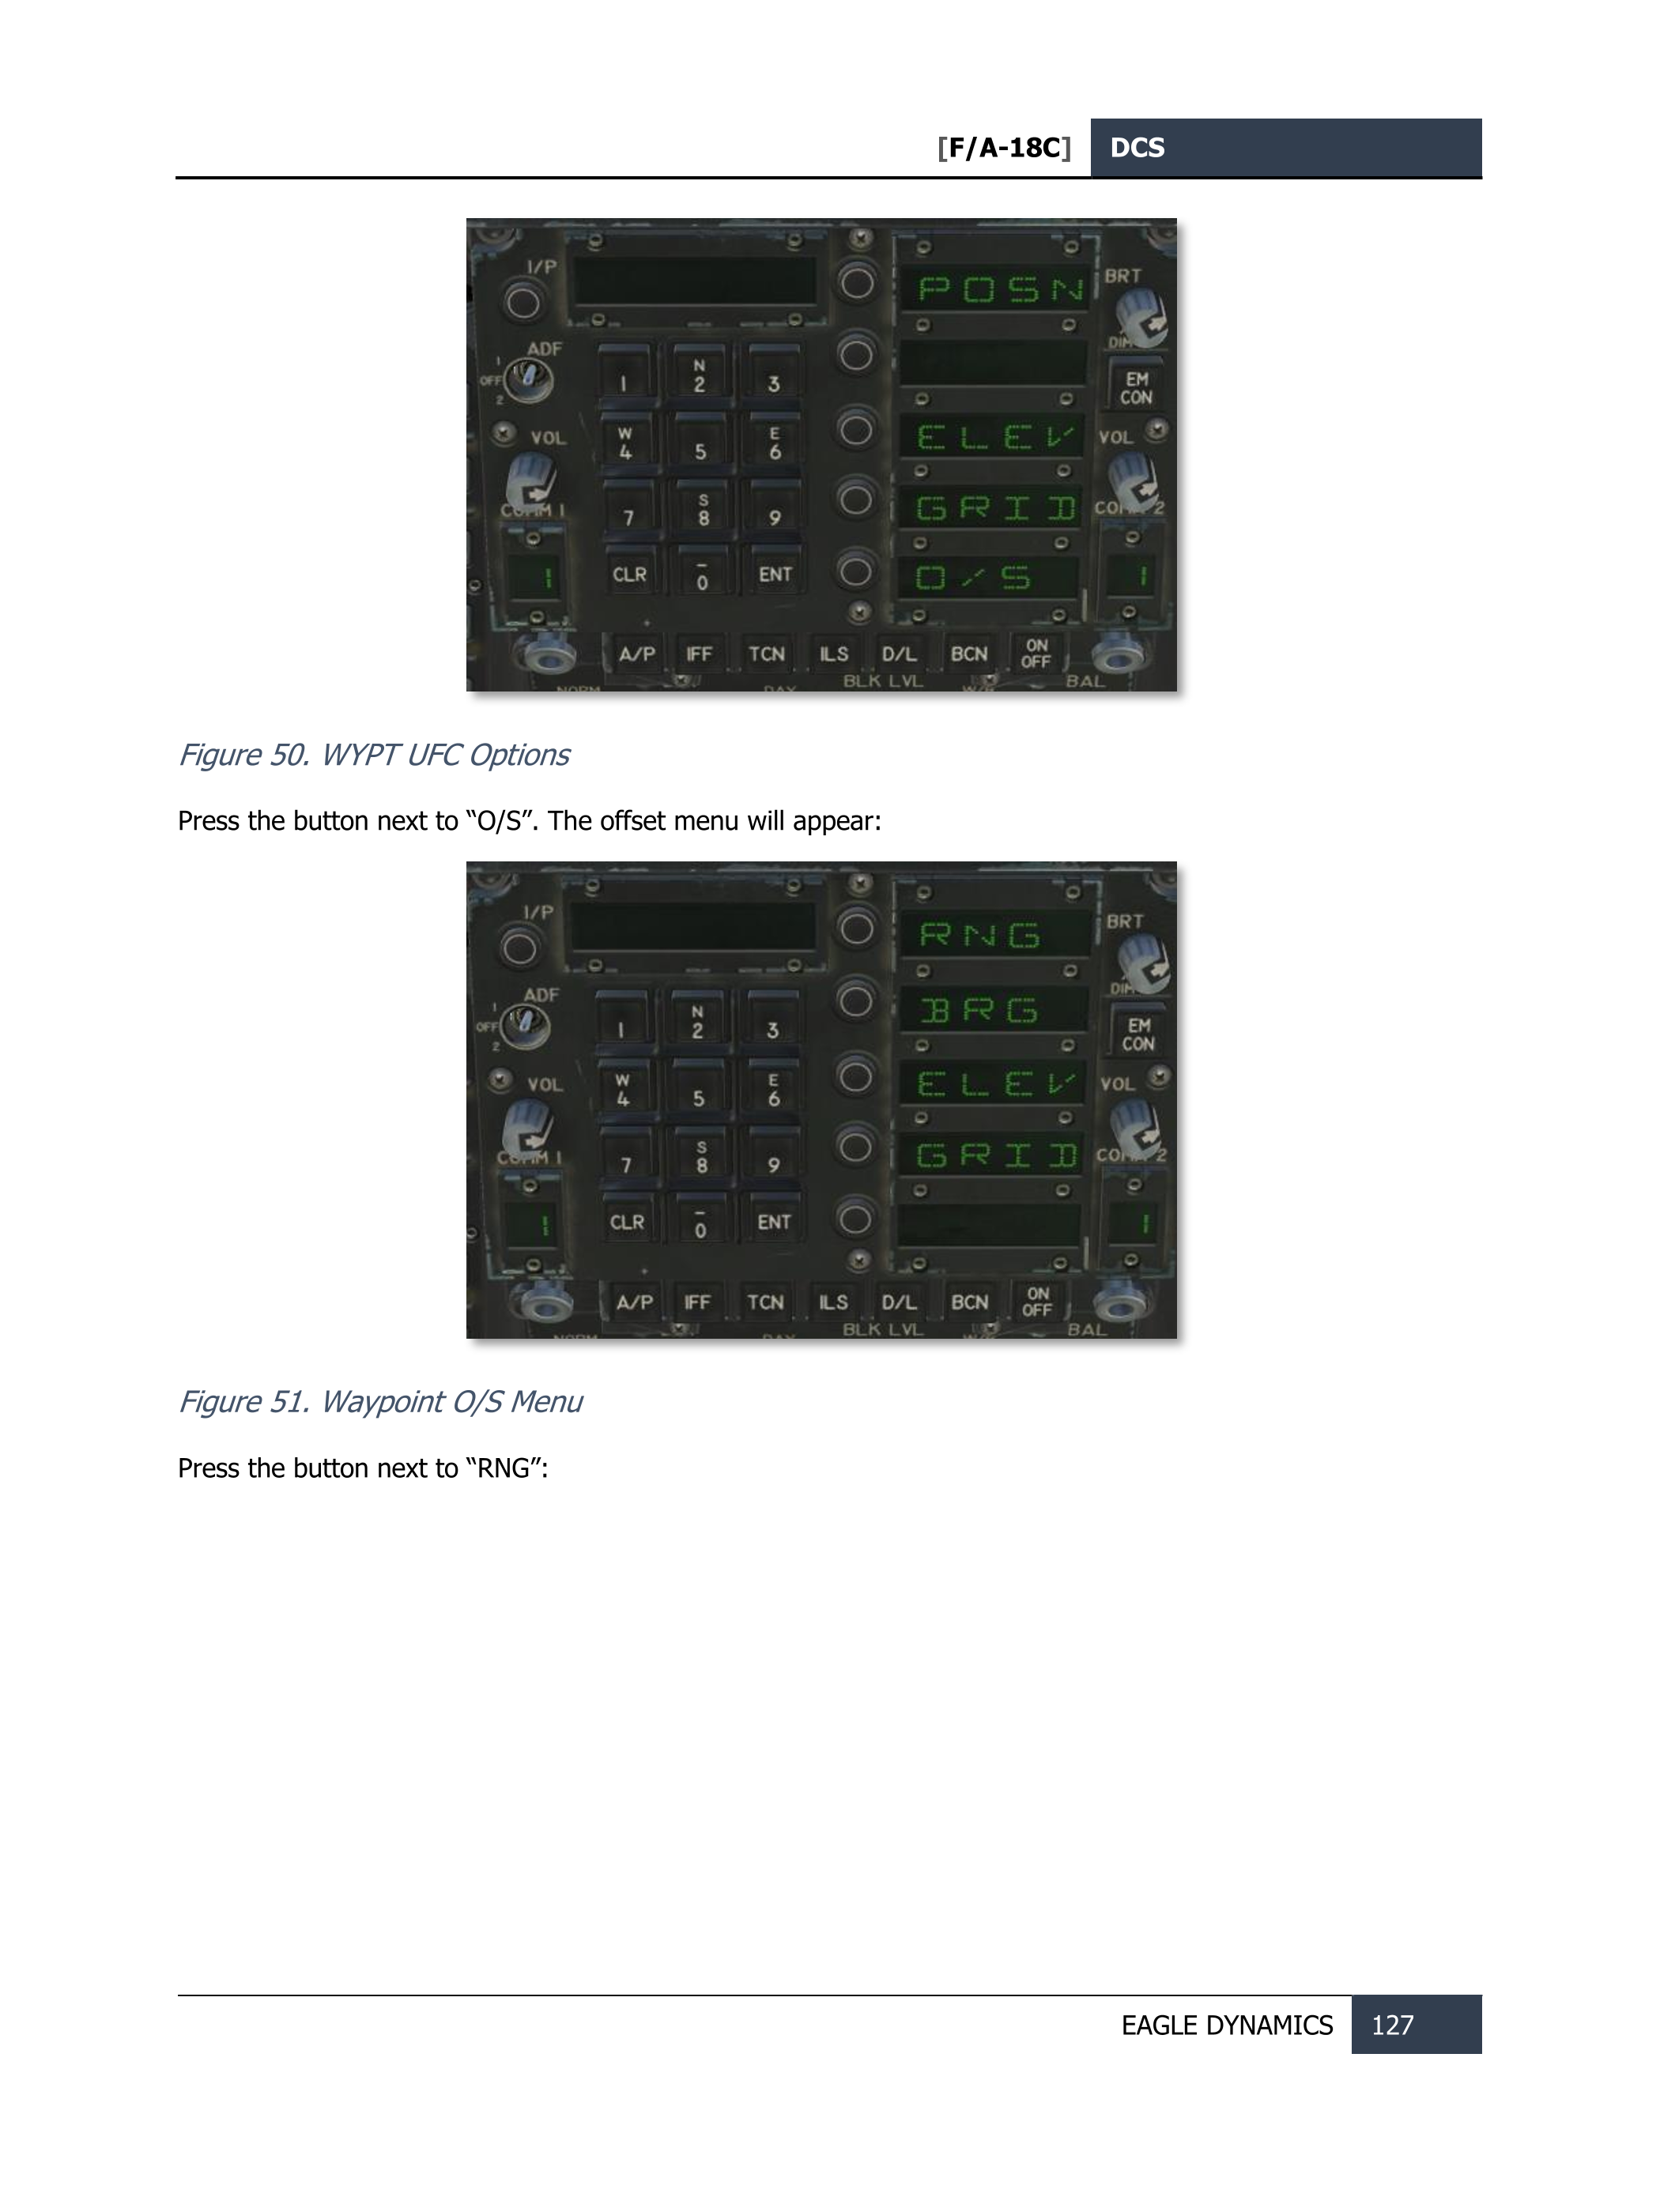 [F/A-18C] DCS
I/P
POSN
BRT
ADF
1
OFF
2
1
N
2
3
EM
CON
VOL
W
4
5
E
6
ELEV
VOL
COMM 1
7
S
8
9
GRID
2
1
CLR
–
0
ENT
O/S
1
A/P IFF TCN ILS D/L BCN ON
OFF
BLK LVL
BAL
Figure 50. WYPT UFC Options
Press the button next to “O/S”. The offset menu will appear:
I/P
RNG
BRT
ADF
1
OFF
2
1
N
2
3
BRG
EM
CON
VOL
W
4
5
E
6
ELEV
VOL
COMM 1
7
S
8
9
GRID
2
1
CLR
–
0
ENT
1
A/P IFF TCN ILS D/L BCN ON
OFF
BLK LVL
BAL
Figure 51. Waypoint O/S Menu
Press the button next to “RNG”:
EAGLE DYNAMICS 127